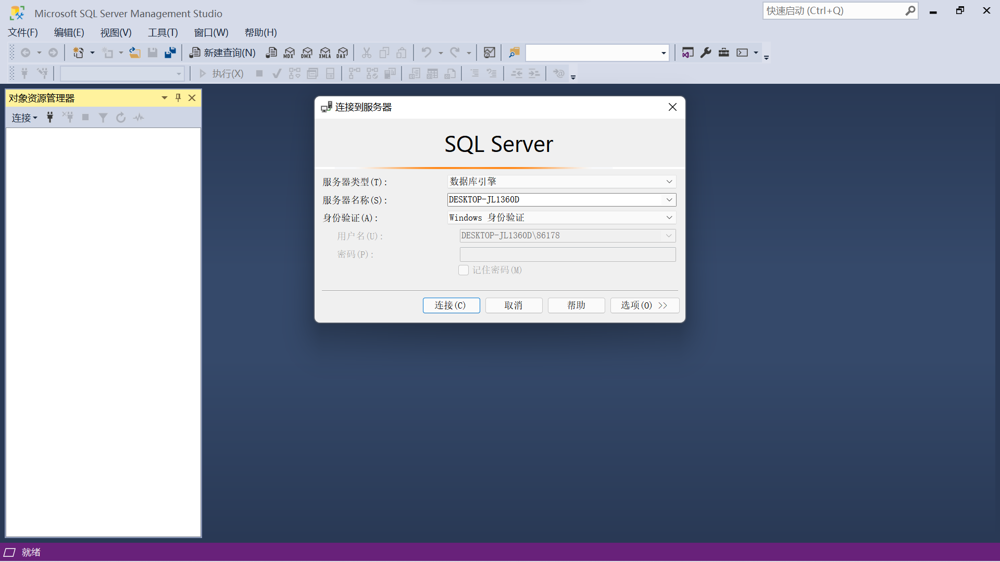 Microsoft SQL Server Management Studio
快速启动 (Ctrl+Q)
文件(F) 编辑(E) 视图(V) 工具(T) 窗口(W) 帮助(H)
新建查询(N) MDX DMX XMLA DAX
执行(X)
对象资源管理器
连接
连接到服务器
SQL Server
服务器类型(T): 数据库引擎
服务器名称(S): DESKTOP-JL1360D
身份验证(A): Windows 身份验证
用户名(U): DESKTOP-JL1360D\86178
密码(P):
记住密码(M)
连接(C) 取消 帮助 选项(O) >>
就绪